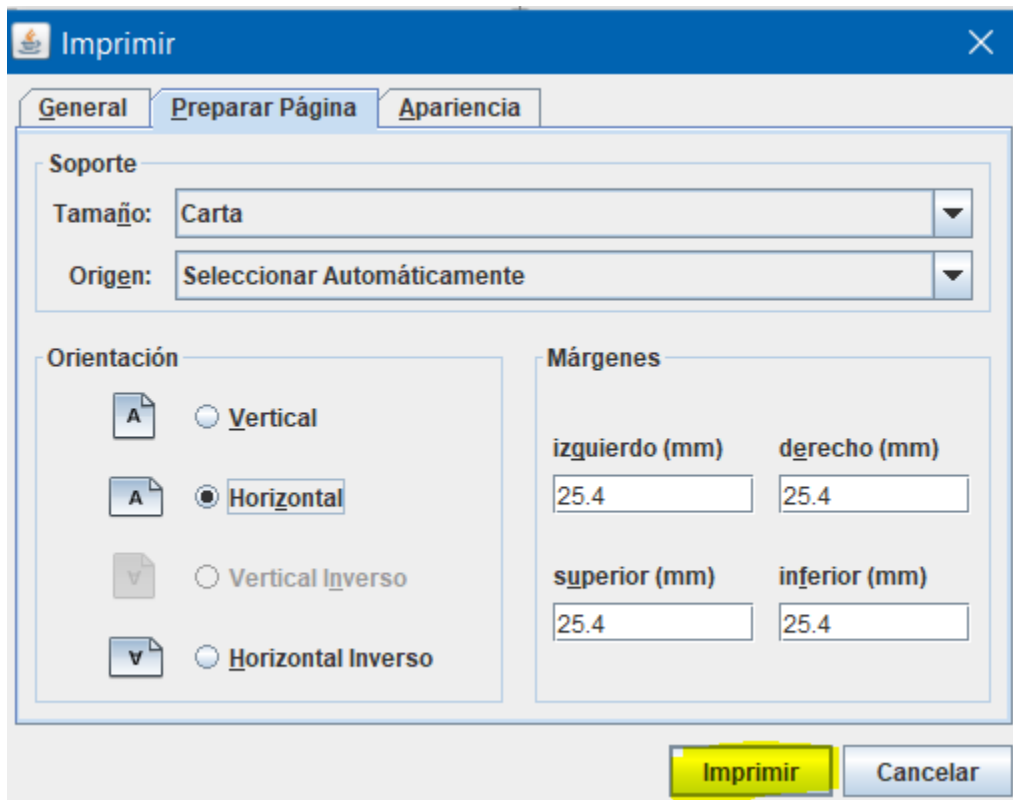 Imprimir
General Preparar Página Apariencia
Soporte
Tamaño: Carta
Origen: Seleccionar Automáticamente
Orientación
A Vertical
A Horizontal
A Vertical Inverso
A Horizontal Inverso
Márgenes
izquierdo (mm) derecho (mm)
25.4 25.4
superior (mm) inferior (mm)
25.4 25.4
Imprimir Cancelar